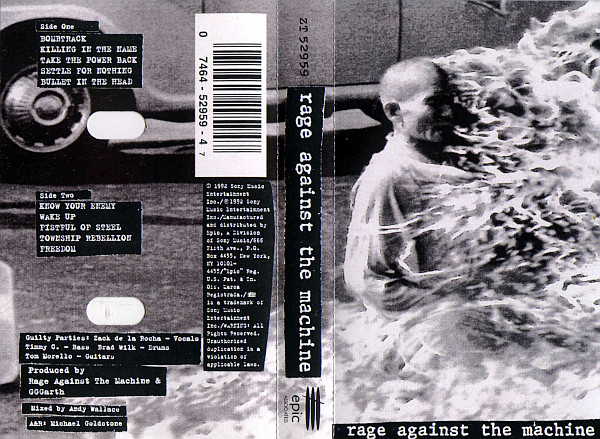 Side One
BOMBTRACK
KILLING IN THE NAME
TAKE THE POWER BACK
SETTLE FOR NOTHING
BULLET IN THE HEAD
0 7464-52959-4 7
Side Two
KNOW YOUR ENEMY
WAKE UP
FISTFUL OF STEEL
TOWNSHIP REBELLION
FREEDOM
Guilty Parties: Zack de la Rocha - Vocals
Timmy C. - Bass Brad Wilk - Drums
Tom Morello - Guitars
Produced by
Rage Against The Machine &
GGGarth
Mixed by Andy Wallace
A&R: Michael Goldstone
© 1992 Sony Music
Entertainment
Inc./℗ 1992 Sony
Music Entertainment
Inc./Manufactured
and distributed by
Epic, a Division
of Sony Music/666
Fifth ave., P.O.
Box 4455, New York,
NY 10101-
4455/"Epic" Reg.
U.S. Pat. & Tm.
Off. Marca
Registrada./
is a trademark of
Sony Music
Entertainment
Inc./WARNING: All
Rights Reserved.
Unauthorized
duplication is a
violation of
applicable laws.
ZT 52959
rage against the machine
epic
ASSOCIATED
rage against the machine